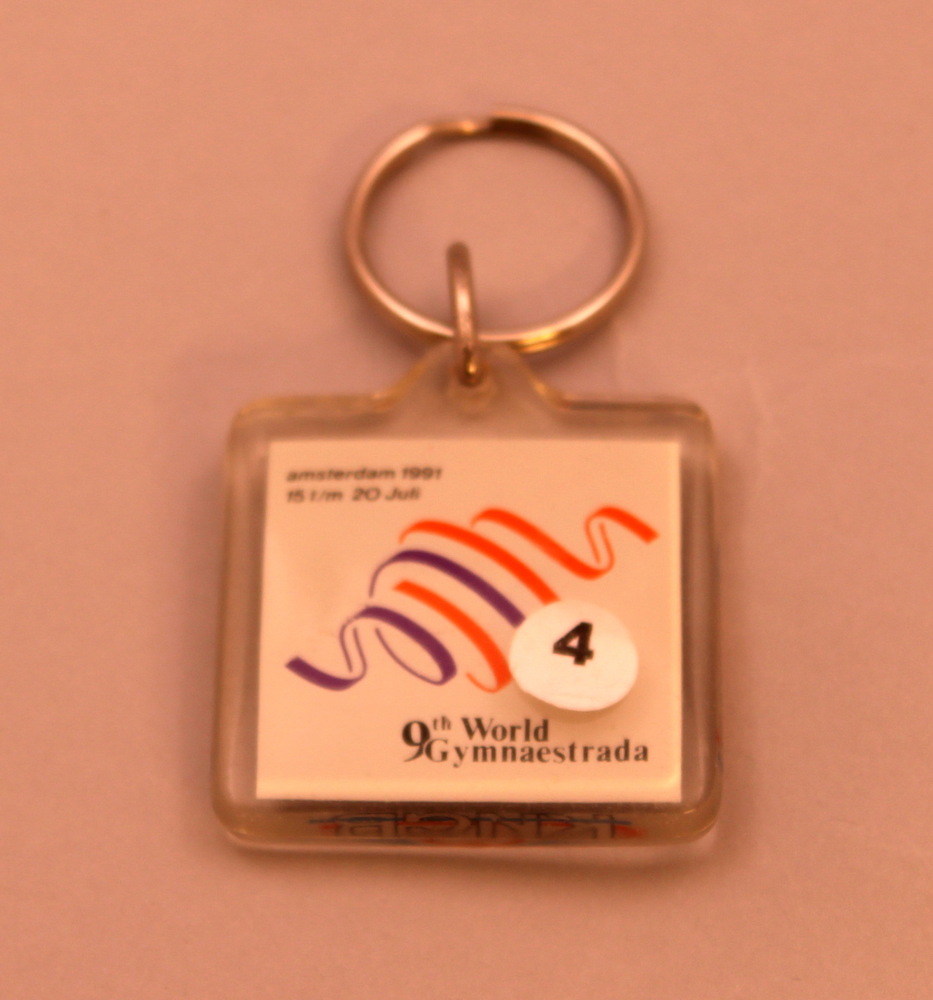 amsterdam 1991
15 t/m 20 Juli
4
9th World
Gymnaestrada